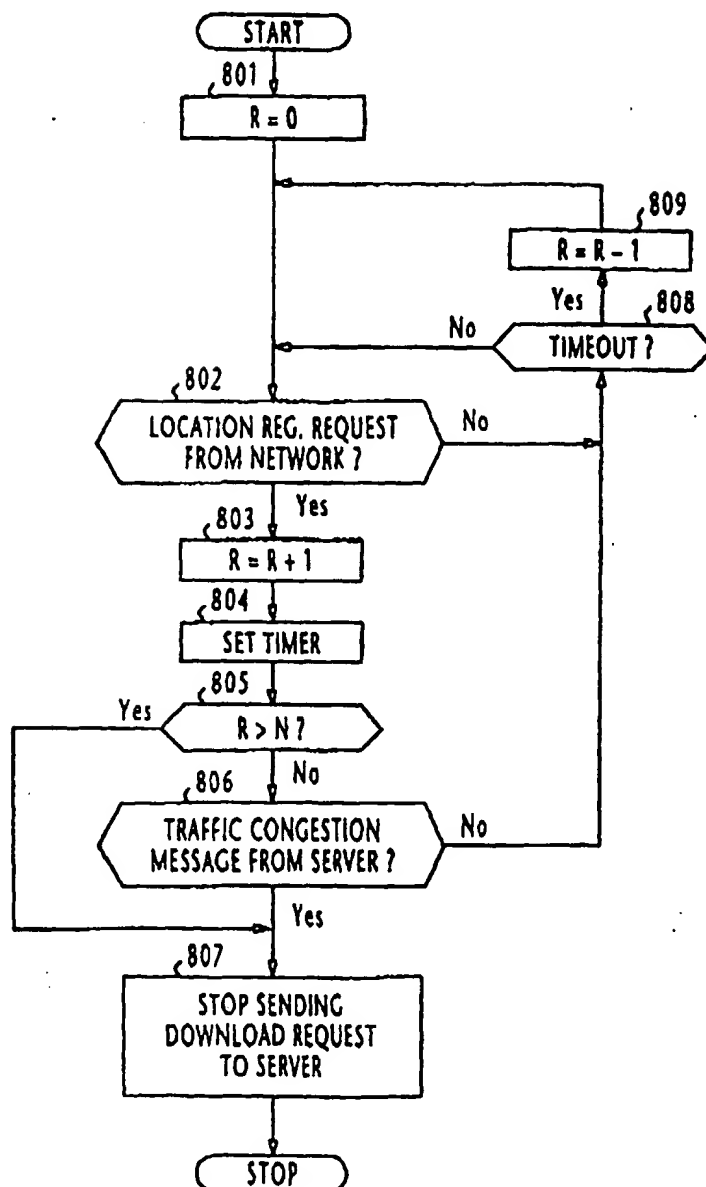 START
801
R = 0
809
R = R – 1
Yes
808
No
TIMEOUT ?
802
LOCATION REG. REQUEST
FROM NETWORK ?
No
Yes
803
R = R + 1
804
SET TIMER
805
Yes
R > N ?
No
806
TRAFFIC CONGESTION
MESSAGE FROM SERVER ?
No
Yes
807
STOP SENDING
DOWNLOAD REQUEST
TO SERVER
STOP